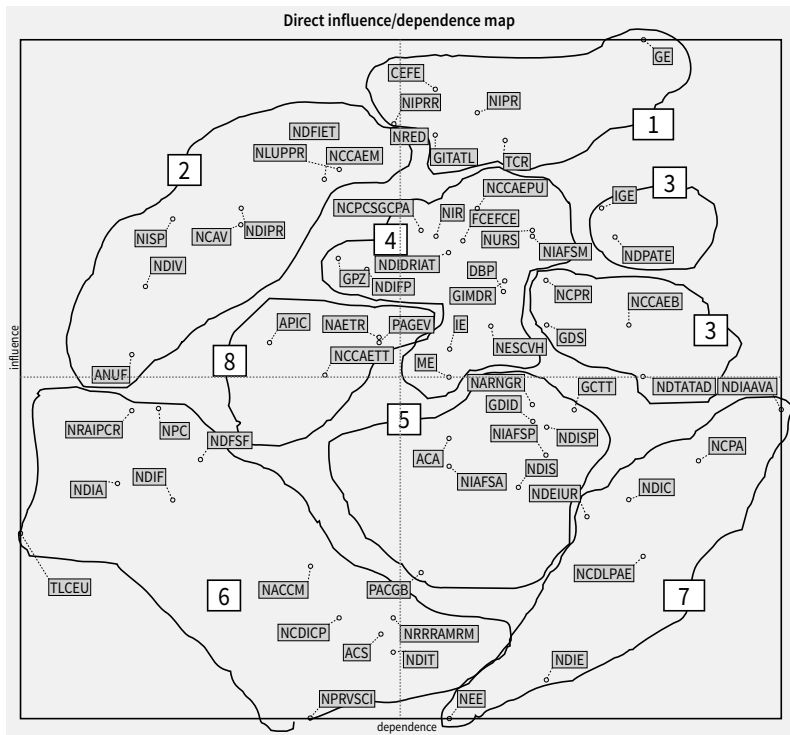 Direct influence/dependence map
GE
CEFE
NIPRR
NIPR
1
NDFIET
NRED
NLUPPR
NCCAEM
GITATL
TCR
2
3
NCCAEPU
IGE
NCPCSGCPA
NIR
FCEFCE
NISP
NCAV
NDIPR
4
NURS
NIAFSM
NDPATE
NDIV
NDIDRIAT
DBP
GPZ
NDIFP
GIMDR
NCPR
NCCAEB
APIC
NAETR
PAGEV
IE
GDS
3
influence
8
NCCAETT
NESCVH
ANUF
ME
NARNGR
GCTT
NDTATAD
NDIAAVA
NRAIPCR
NPC
5
GDID
NDFSF
NIAFSP
NDISP
NCPA
ACA
NDIS
NDIA
NDIF
NIAFSA
NDEIUR
NDIC
NCDLPAE
TLCEU
6
NACCM
PACGB
7
NCDICP
NRRRAMRM
ACS
NDIT
NDIE
NPRVSCI
NEE
dependence